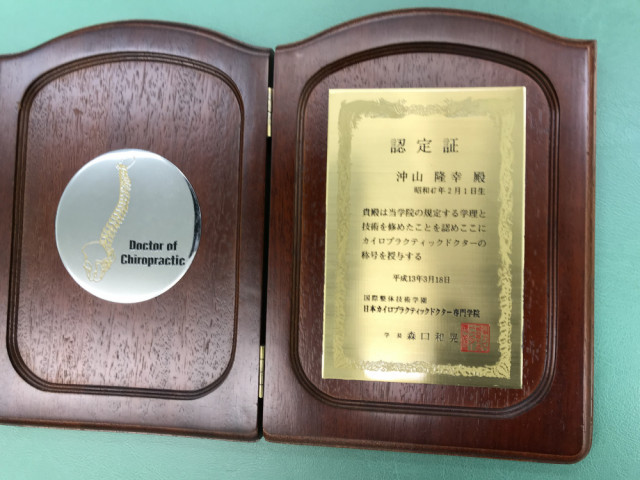 Doctor of
Chiropractic
認定証
沖山 隆幸 殿
昭和47年2月1日生
貴殿は当学院の規定する学理と
技術を修めたことを認めここに
カイロプラクティックドクターの
称号を授与する
平成13年3月18日
国際整体技術学園
日本カイロプラクティックドクター専門学院
学長 森口和晃